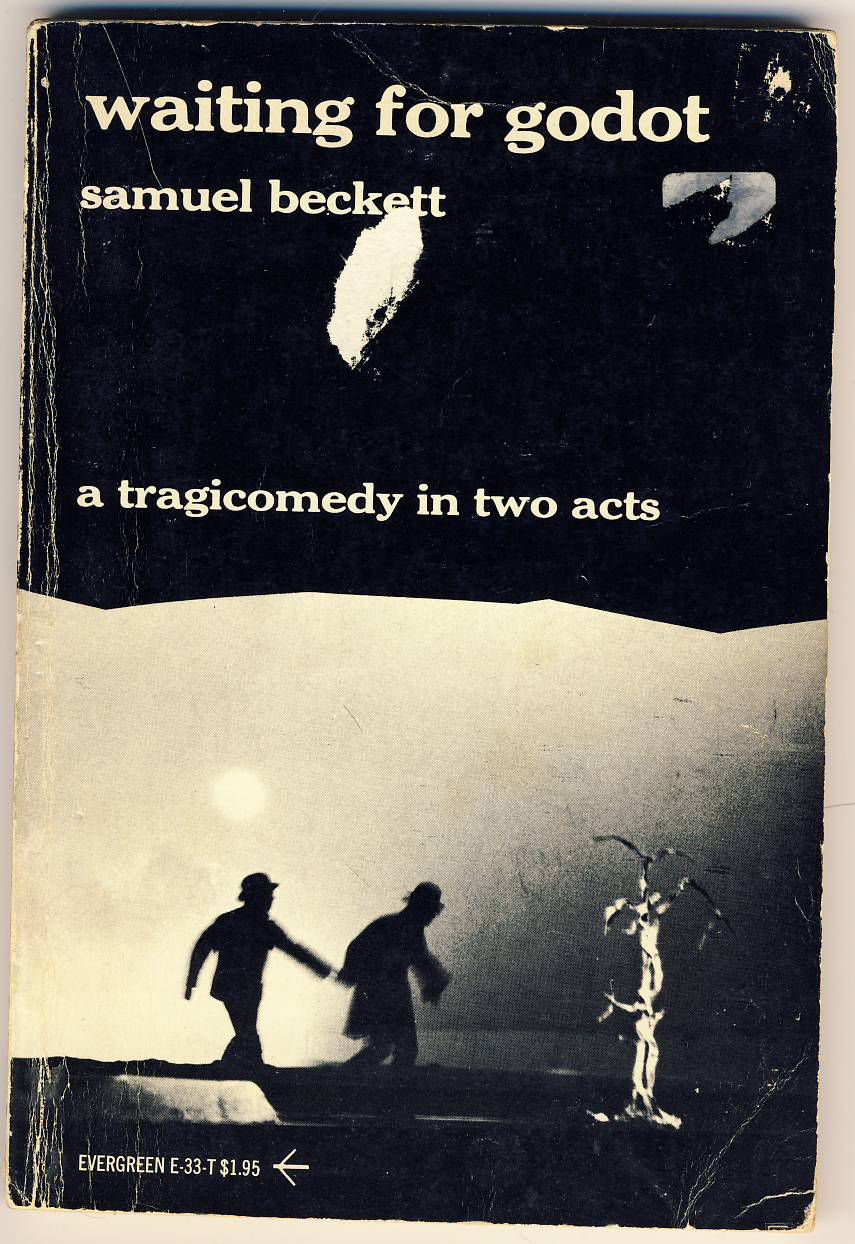 waiting for godot
samuel beckett
a tragicomedy in two acts
EVERGREEN E-33-T $1.95